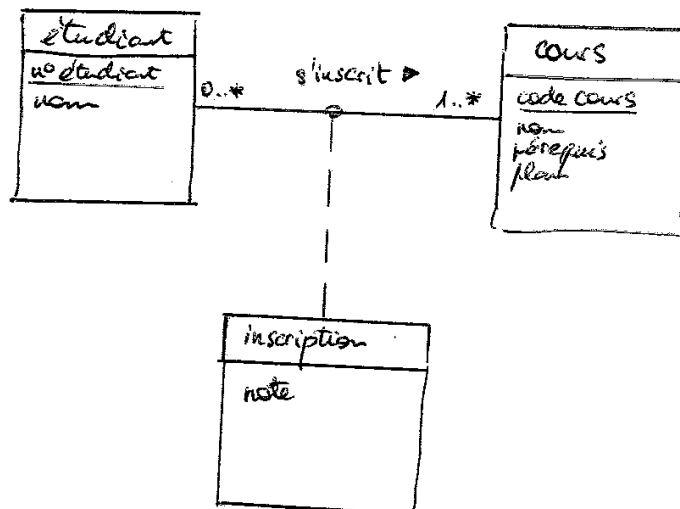 étudiant
n° étudiant
nom
0..*
s'inscrit ▶
1..*
cours
code cours
nom
prérequis
plan
inscription
note